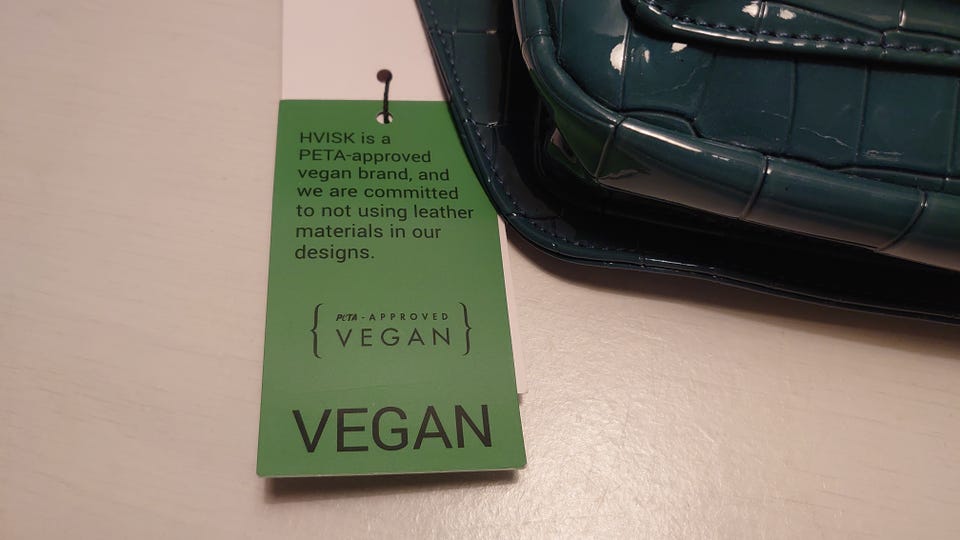 HVISK is a
PETA-approved
vegan brand, and
we are committed
to not using leather
materials in our
designs.
PETA-APPROVED
VEGAN
VEGAN